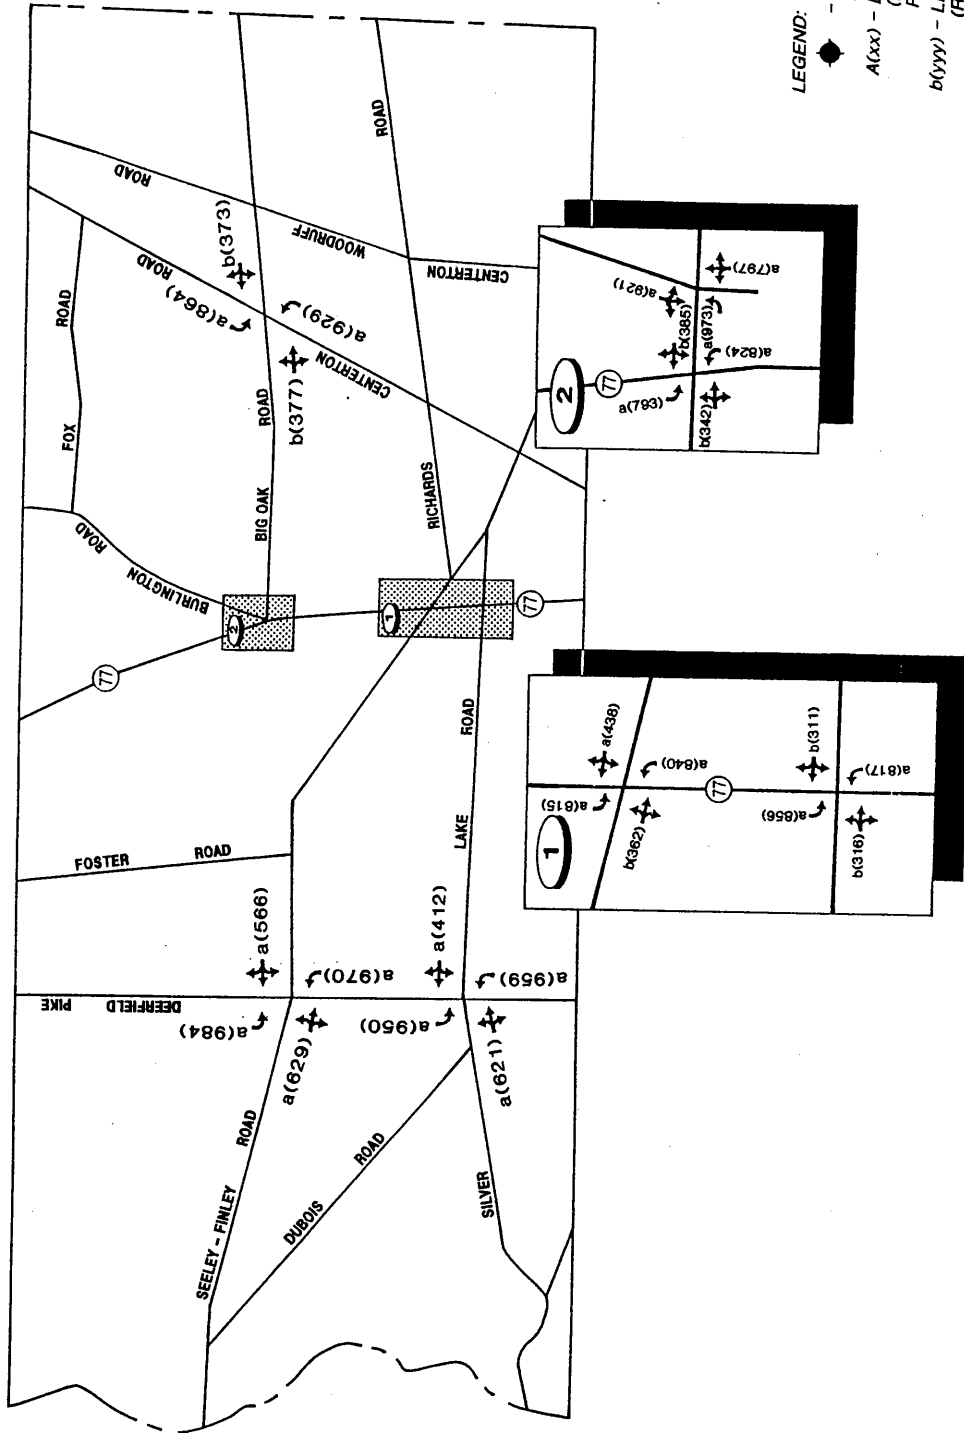 LEGEND:
-
A(xx) –
(
b(yyy) –
(R
ROAD
ROAD
WOODRUFF
CENTERTON
ROAD
CENTERTON
b(373)
a(864)
a(929)
b(377)
ROAD
FOX
ROAD
BURLINGTON
ROAD
BIG OAK
RICHARDS
2
1
77
77
2
77
a(921)
b(385)
a(797)
a(973)
a(824)
a(793)
b(342)
FOSTER
ROAD
LAKE
ROAD
1
a(438)
a(815)
a(840)
b(362)
77
b(311)
a(856)
a(817)
b(316)
DEERFIELD
PIKE
a(566)
a(984)
a(970)
a(629)
a(412)
a(950)
a(959)
a(621)
SEELEY – FINLEY
ROAD
DUBOIS
ROAD
SILVER